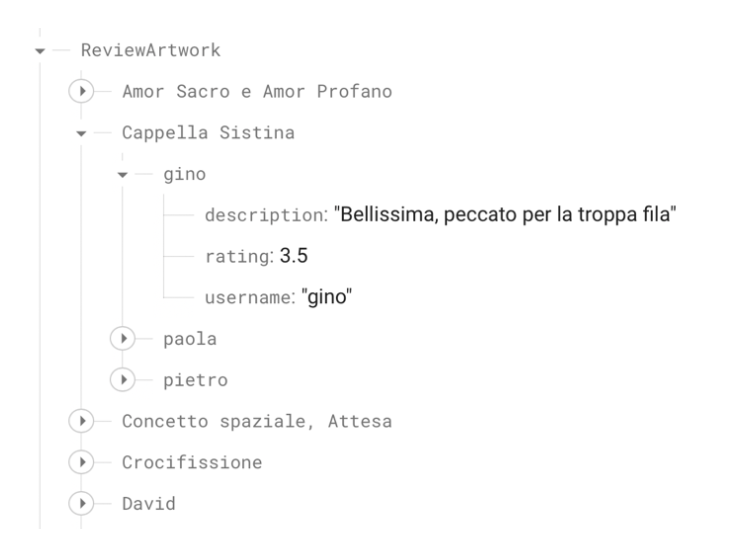 ReviewArtwork
Amor Sacro e Amor Profano
Cappella Sistina
gino
description: "Bellissima, peccato per la troppa fila"
rating: 3.5
username: "gino"
paola
pietro
Concetto spaziale, Attesa
Crocifissione
David